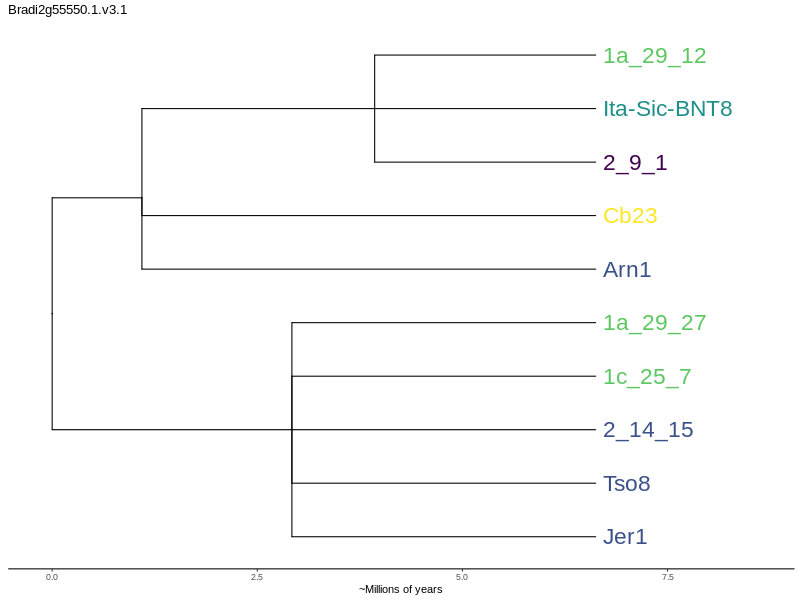 Bradi2g55550.1.v3.1
1a_29_12
Ita-Sic-BNT8
2_9_1
Cb23
Arn1
1a_29_27
1c_25_7
2_14_15
Tso8
Jer1
0.0 2.5 5.0 7.5
~Millions of years